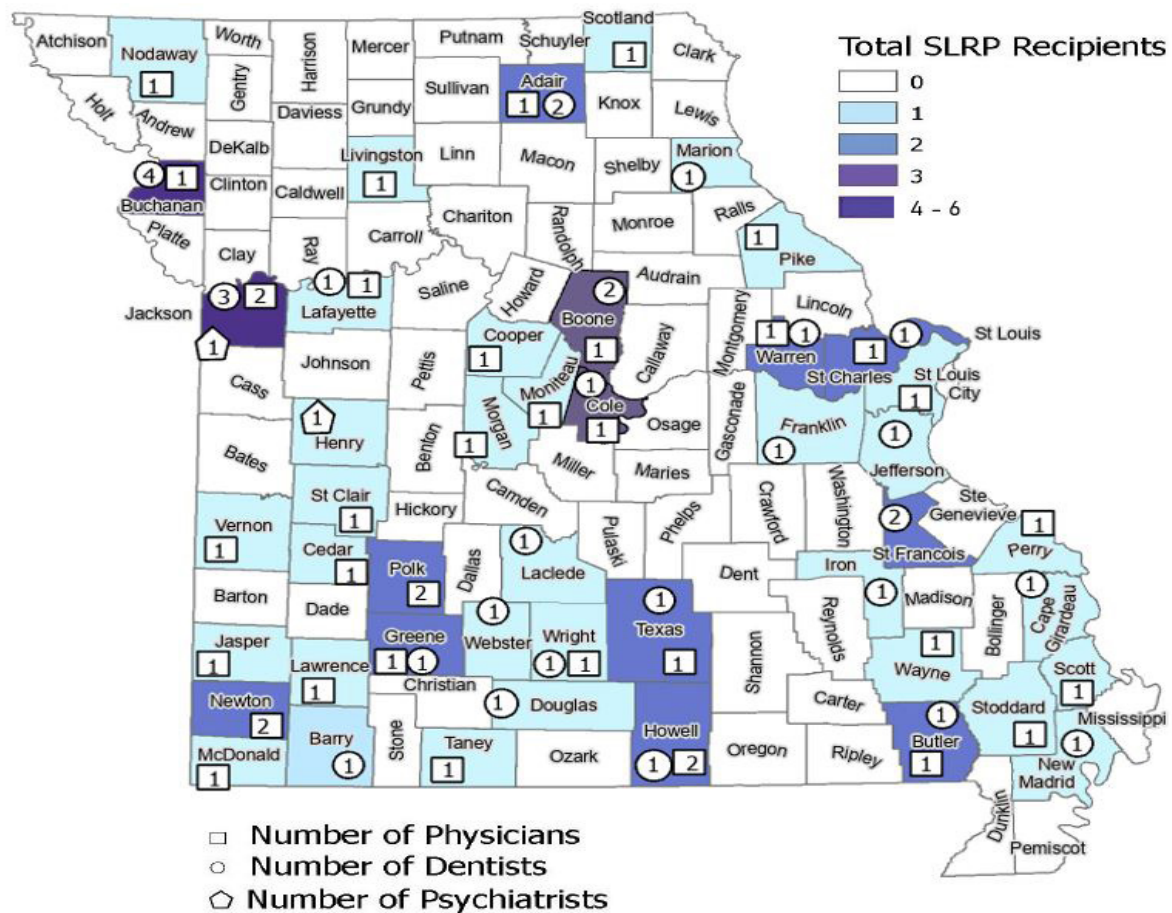 Scotland
Atchison
Nodaway
Worth
Harrison
Mercer
Putnam
Schuyler
Clark
1
1
Total SLRP Recipients
0
1
2
3
4 - 6
Gentry
Sullivan
Adair
1
2
Knox
Lewis
Holt
Andrew
Daviess
Grundy
DeKalb
Livingston
1
Linn
Macon
Shelby
Marion
1
4
1
Buchanan
Clinton
Caldwell
Chariton
Randolph
Monroe
Ralls
Platte
Clay
Ray
Carroll
1
Pike
Audrain
Jackson
3
2
1
1
1
Lafayette
Saline
Howard
2
Boone
1
Callaway
Montgomery
Lincoln
1
1
Warren
1
1
St Charles
St Louis
Johnson
Pettis
Cooper
1
Moniteau
1
1
Cole
1
Osage
Gasconade
St Louis
City
1
Cass
1
Henry
Benton
Morgan
1
Franklin
1
1
Jefferson
Bates
Miller
Maries
St Clair
1
Hickory
Camden
Pulaski
Phelps
Crawford
Washington
2
St Francois
Ste
Genevieve
1
Perry
Vernon
1
Cedar
1
Polk
2
Dallas
1
Laclede
Dent
Iron
1
Madison
Bollinger
1
Cape
Girardeau
Barton
Dade
Greene
1
1
1
Webster
Wright
1
1
1
Texas
1
Shannon
Reynolds
1
Wayne
Jasper
1
Lawrence
1
Christian
1
Douglas
Carter
Scott
1
Newton
2
Stoddard
1
Mississippi
Barry
1
Stone
Taney
1
Ozark
Howell
1
2
Oregon
Ripley
1
Butler
1
1
New
Madrid
McDonald
1
Dunklin
Pemiscot
Number of Physicians
Number of Dentists
Number of Psychiatrists